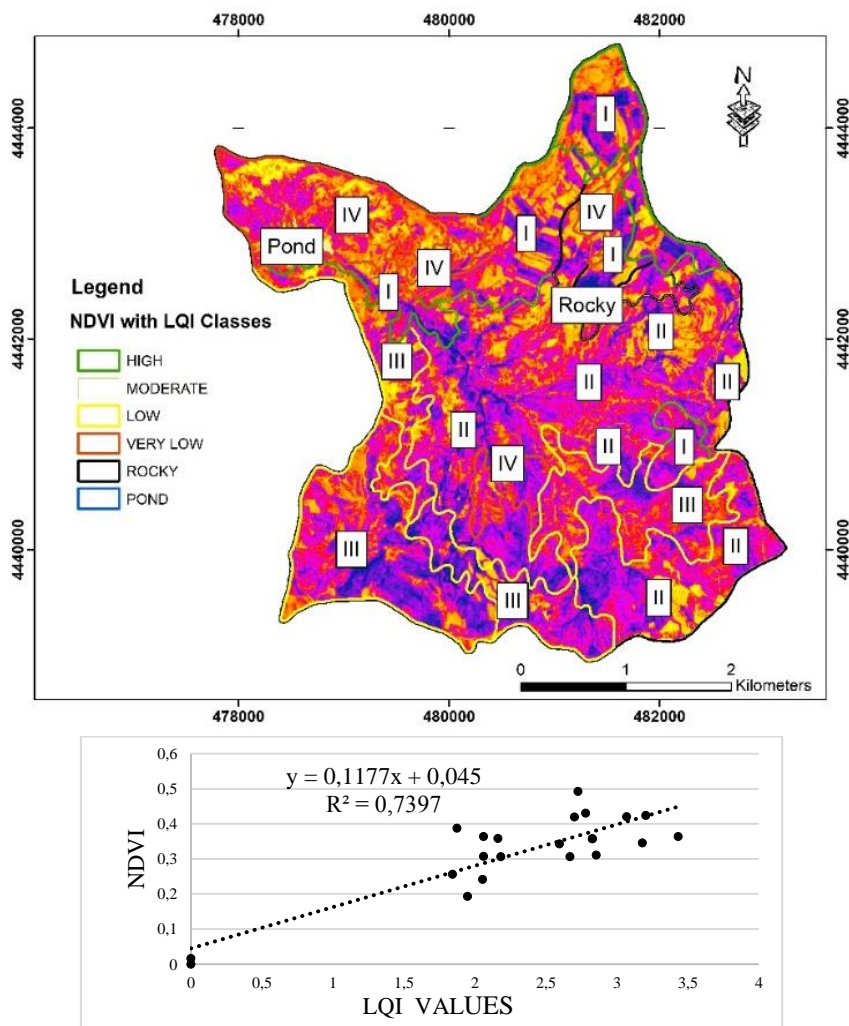 478000 480000 482000
N
4444000 4444000
I
IV IV
I
Pond I
IV
I Rocky
Legend
NDVI with LQI Classes
HIGH
MODERATE
LOW
VERY LOW
ROCKY
POND
4442000 4442000
II
III
II II
II II I
IV
III
4440000 4440000
III II
III II
0 1 2
Kilometers
478000 480000 482000
0,6
0,5
0,4
0,3
0,2
0,1
0
NDVI
y = 0,1177x + 0,045
R² = 0,7397
0 0,5 1 1,5 2 2,5 3 3,5 4
LQI VALUES